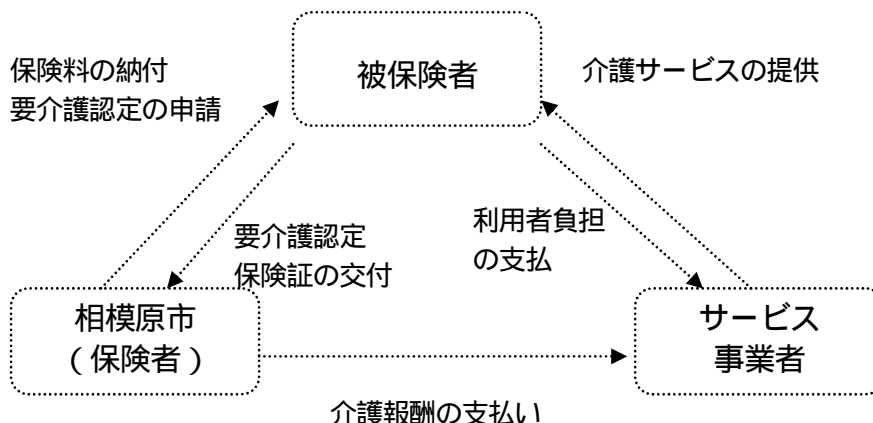 被保険者
保険料の納付
要介護認定の申請
介護サービスの提供
要介護認定
保険証の交付
利用者負担
の支払
相模原市
(保険者)
サービス
事業者
介護報酬の支払い